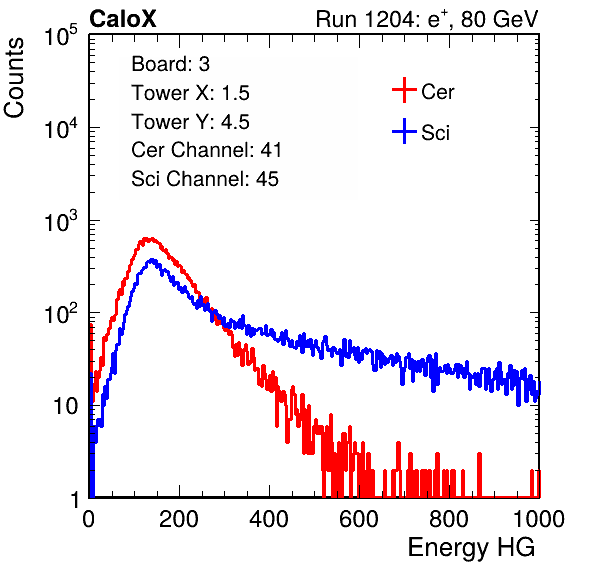 CaloX Run 1204: e⁺, 80 GeV
Counts
Board: 3
Tower X: 1.5
Tower Y: 4.5
Cer Channel: 41
Sci Channel: 45
Cer
Sci
10⁵
10⁴
10³
10²
10
1
0 200 400 600 800 1000
Energy HG